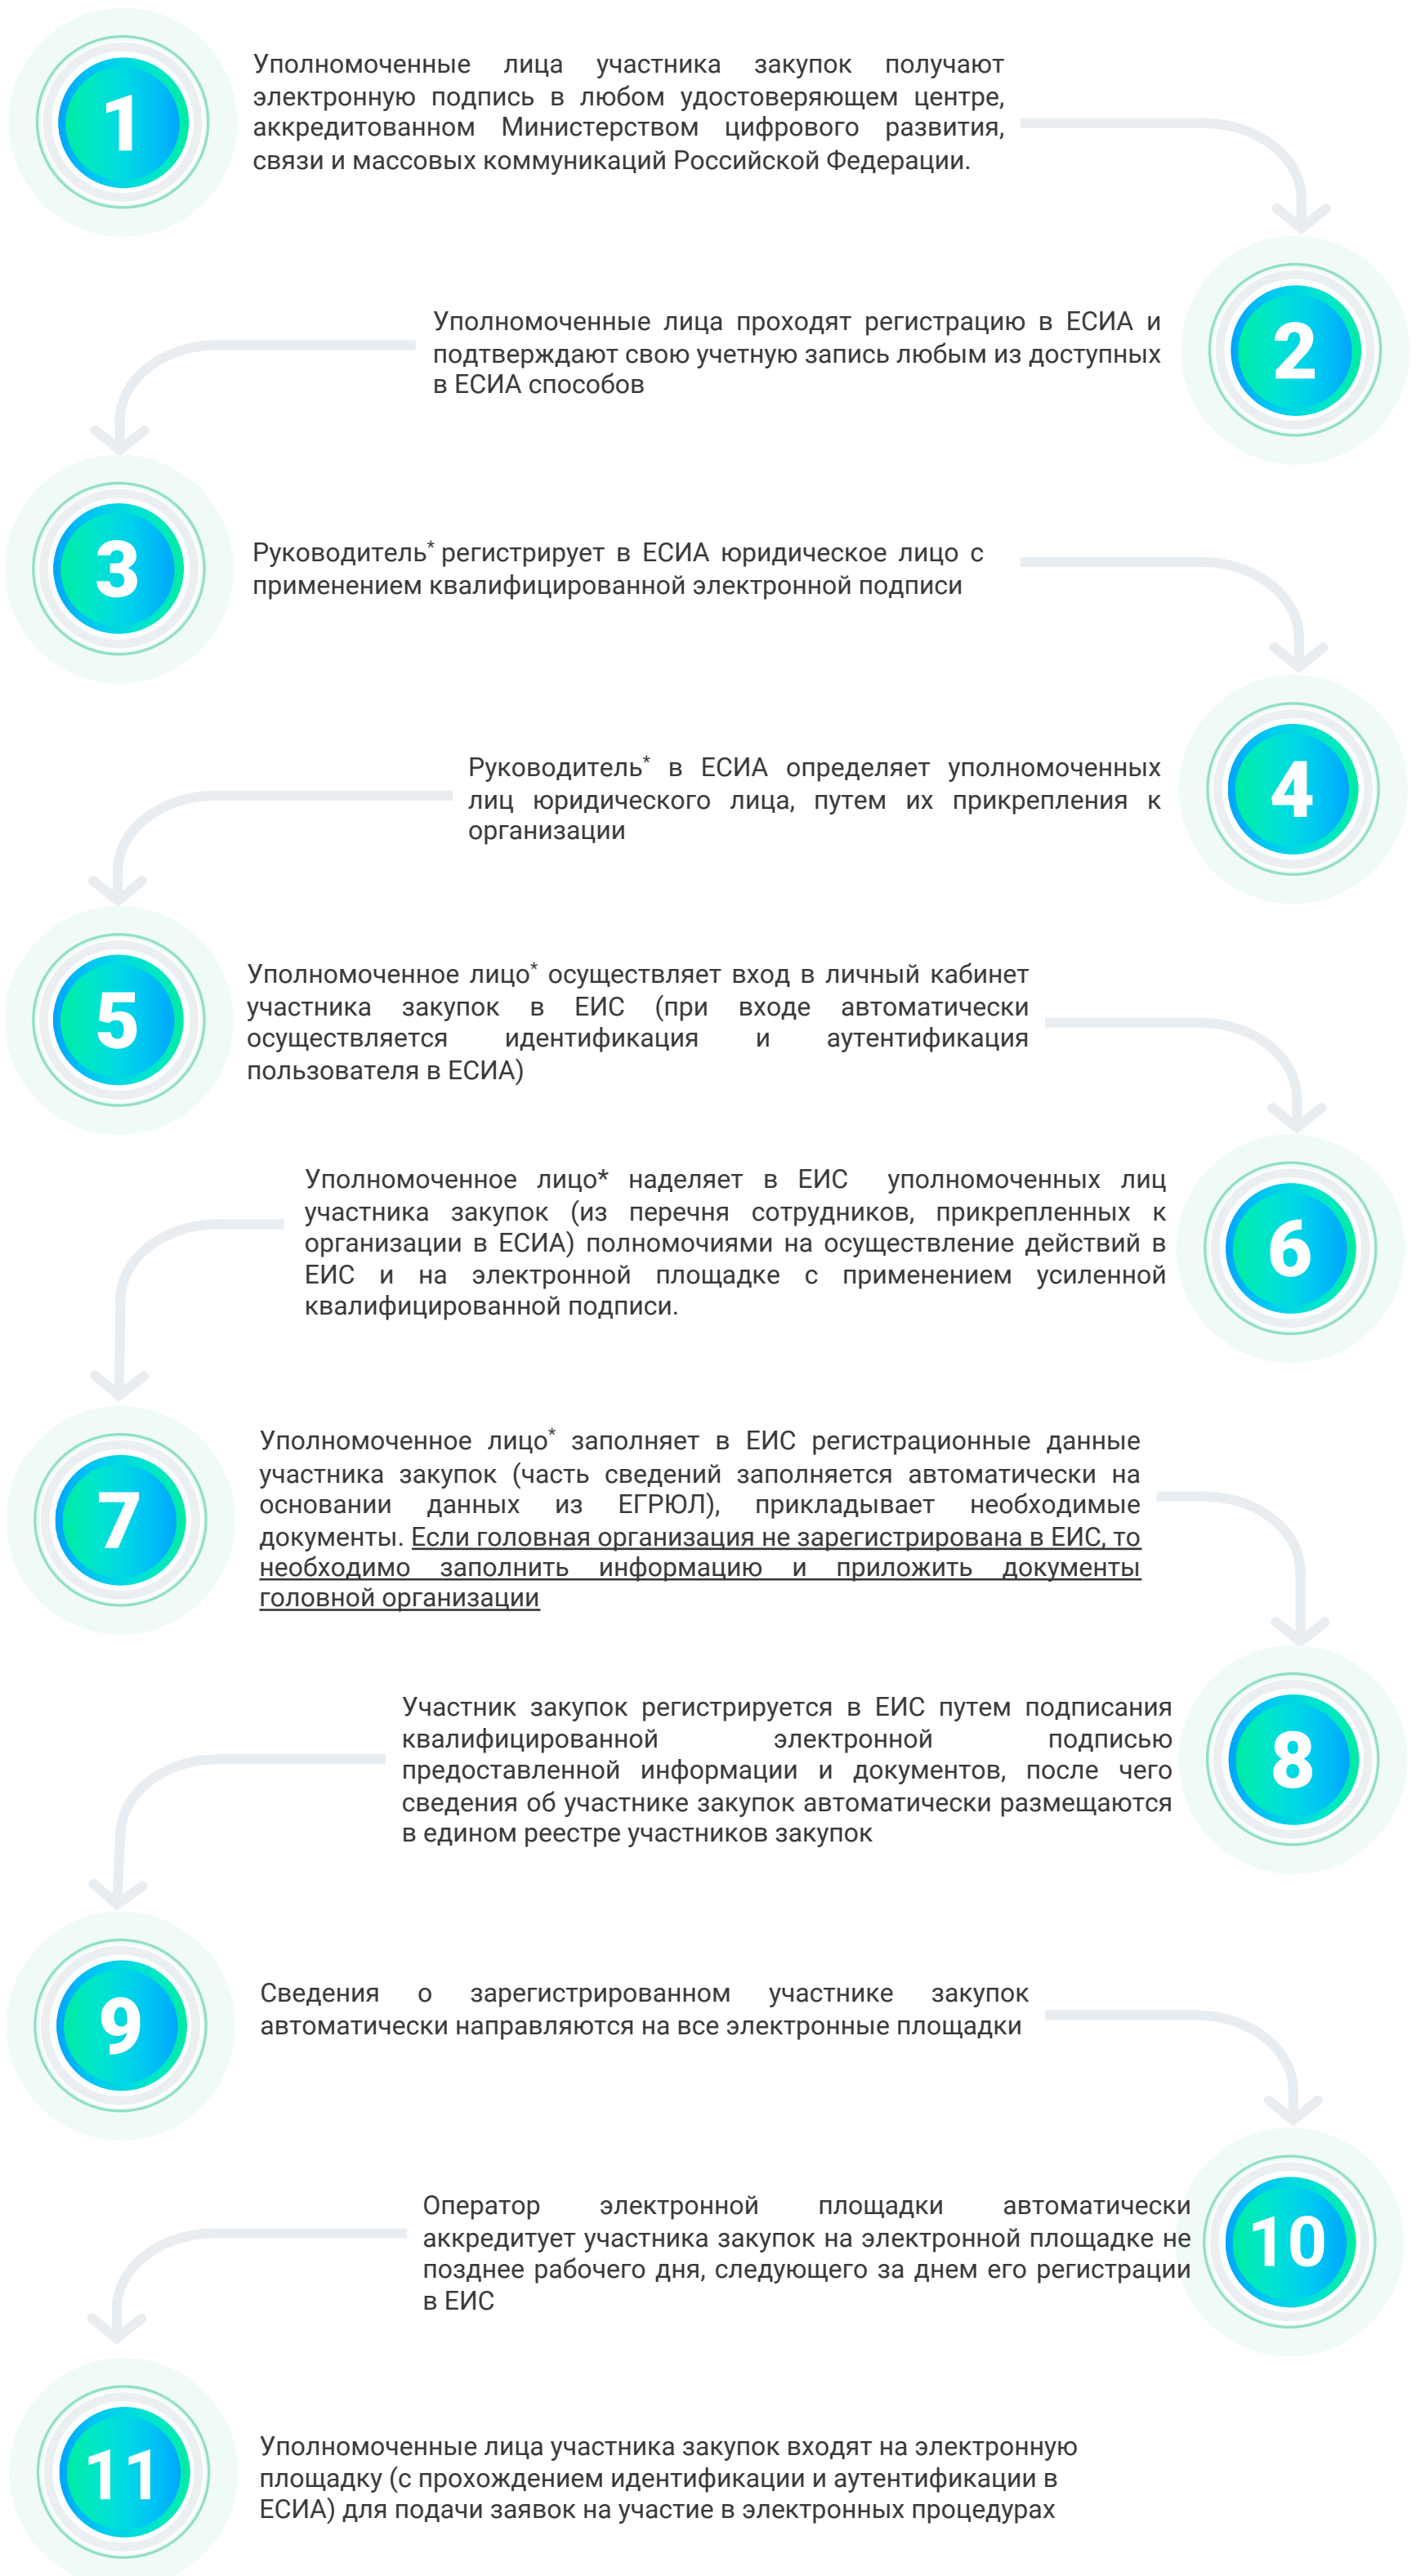 1
Уполномоченные лица участника закупок получают
электронную подпись в любом удостоверяющем центре,
аккредитованном Министерством цифрового развития,
связи и массовых коммуникаций Российской Федерации.
2
Уполномоченные лица проходят регистрацию в ЕСИА и
подтверждают свою учетную запись любым из доступных
в ЕСИА способов
3
Руководитель* регистрирует в ЕСИА юридическое лицо с
применением квалифицированной электронной подписи
4
Руководитель* в ЕСИА определяет уполномоченных
лиц юридического лица, путем их прикрепления к
организации
5
Уполномоченное лицо* осуществляет вход в личный кабинет
участника закупок в ЕИС (при входе автоматически
осуществляется идентификация и аутентификация
пользователя в ЕСИА)
6
Уполномоченное лицо* наделяет в ЕИС уполномоченных лиц
участника закупок (из перечня сотрудников, прикрепленных к
организации в ЕСИА) полномочиями на осуществление действий в
ЕИС и на электронной площадке с применением усиленной
квалифицированной подписи.
7
Уполномоченное лицо* заполняет в ЕИС регистрационные данные
участника закупок (часть сведений заполняется автоматически на
основании данных из ЕГРЮЛ), прикладывает необходимые
документы. Если головная организация не зарегистрирована в ЕИС, то
необходимо заполнить информацию и приложить документы
головной организации
8
Участник закупок регистрируется в ЕИС путем подписания
квалифицированной электронной подписью
предоставленной информации и документов, после чего
сведения об участнике закупок автоматически размещаются
в едином реестре участников закупок
9
Сведения о зарегистрированном участнике закупок
автоматически направляются на все электронные площадки
10
Оператор электронной площадки автоматически
аккредитует участника закупок на электронной площадке не
позднее рабочего дня, следующего за днем его регистрации
в ЕИС
11
Уполномоченные лица участника закупок входят на электронную
площадку (с прохождением идентификации и аутентификации в
ЕСИА) для подачи заявок на участие в электронных процедурах